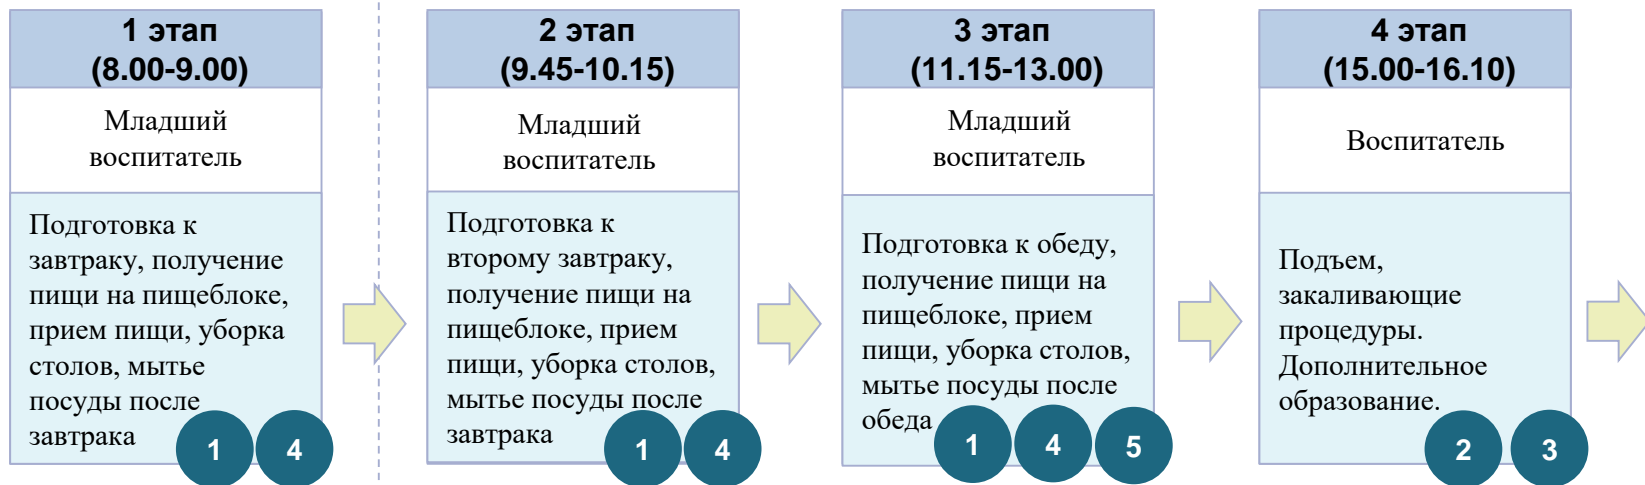 1 этап
(8.00-9.00)
Младший
воспитатель
Подготовка к
завтраку, получение
пищи на пищеблоке,
прием пищи, уборка
столов, мытье
посуды после
завтрака
1
4
2 этап
(9.45-10.15)
Младший
воспитатель
Подготовка к
второму завтраку,
получение пищи на
пищеблоке, прием
пищи, уборка столов,
мытье посуды после
завтрака
1
4
3 этап
(11.15-13.00)
Младший
воспитатель
Подготовка к обеду,
получение пищи на
пищеблоке, прием
пищи, уборка столов,
мытье посуды после
обеда
1
4
5
4 этап
(15.00-16.10)
Воспитатель
Подъем,
закаливающие
процедуры.
Дополнительное
образование.
2
3